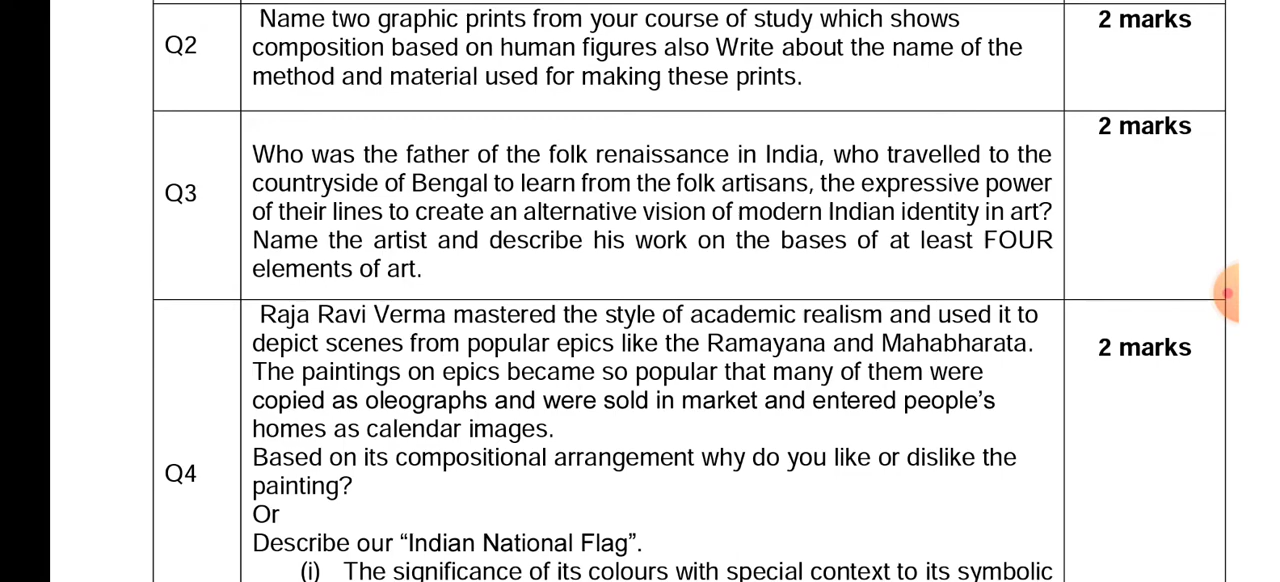 Name two graphic prints from your course of study which shows
2 marks
Q2
composition based on human figures also Write about the name of the
method and material used for making these prints.
2 marks
Who was the father of the folk renaissance in India, who travelled to the
countryside of Bengal to learn from the folk artisans, the expressive power
Q3
of their lines to create an alternative vision of modern Indian identity in art?
Name the artist and describe his work on the bases of at least FOUR
elements of art.
Raja Ravi Verma mastered the style of academic realism and used it to
depict scenes from popular epics like the Ramayana and Mahabharata.
2 marks
The paintings on epics became so popular that many of them were
copied as oleographs and were sold in market and entered people’s
homes as calendar images.
Based on its compositional arrangement why do you like or dislike the
Q4
painting?
Or
Describe our “Indian National Flag”.
(i) The significance of its colours with special context to its symbolic